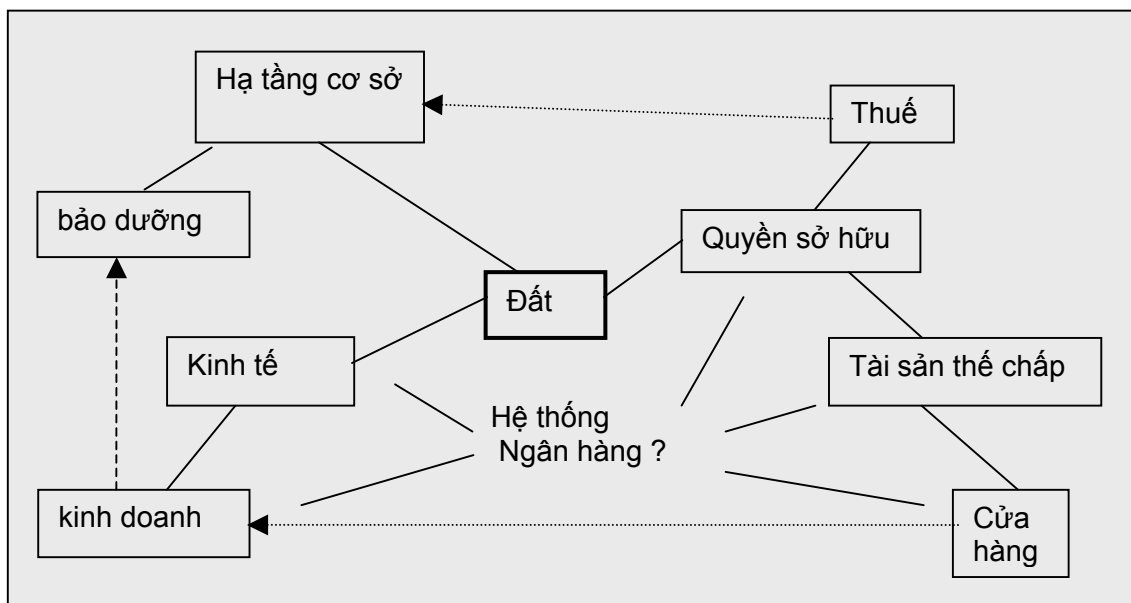 Hạ tầng cơ sở
Thuế
bảo dưỡng
Quyền sở hữu
Đất
Kinh tế
Tài sản thế chấp
Hệ thống
Ngân hàng ?
kinh doanh
Cửa
hàng